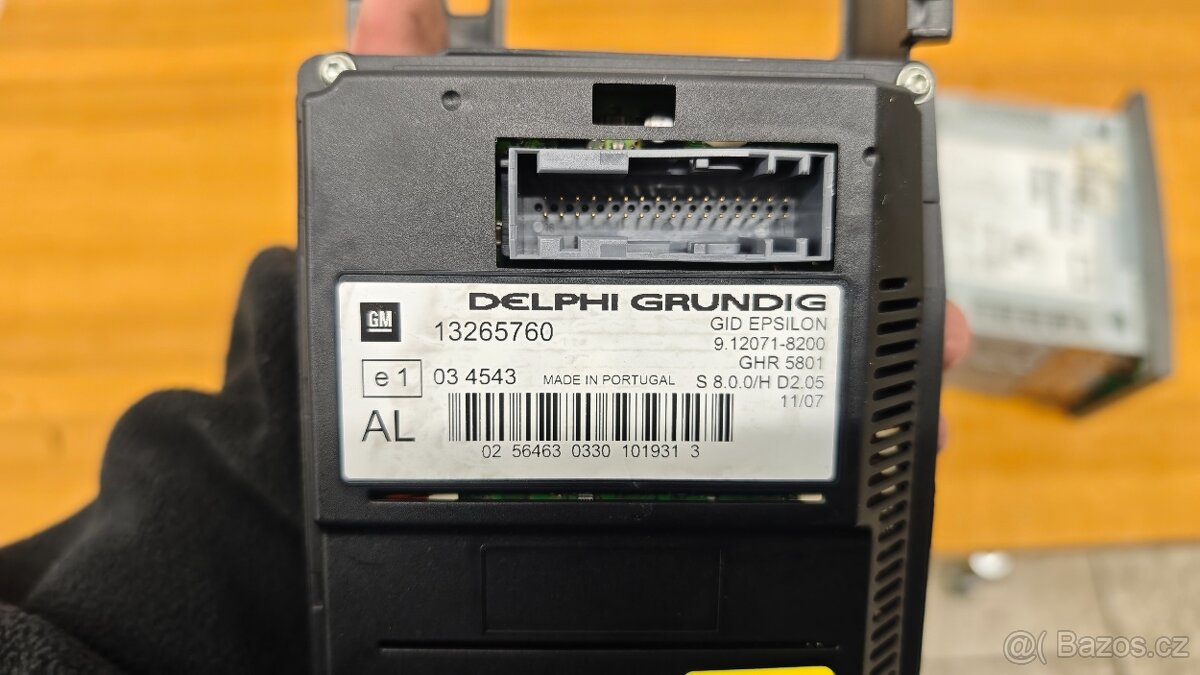 DELPHI GRUNDIG
GM
13265760
GID EPSILON
9.12071-8200
GHR 5801
e1 03 4543 MADE IN PORTUGAL S 8.0.0/H D2.05
11/07
AL
02 56463 0330 101931 3
@( Bazos.cz